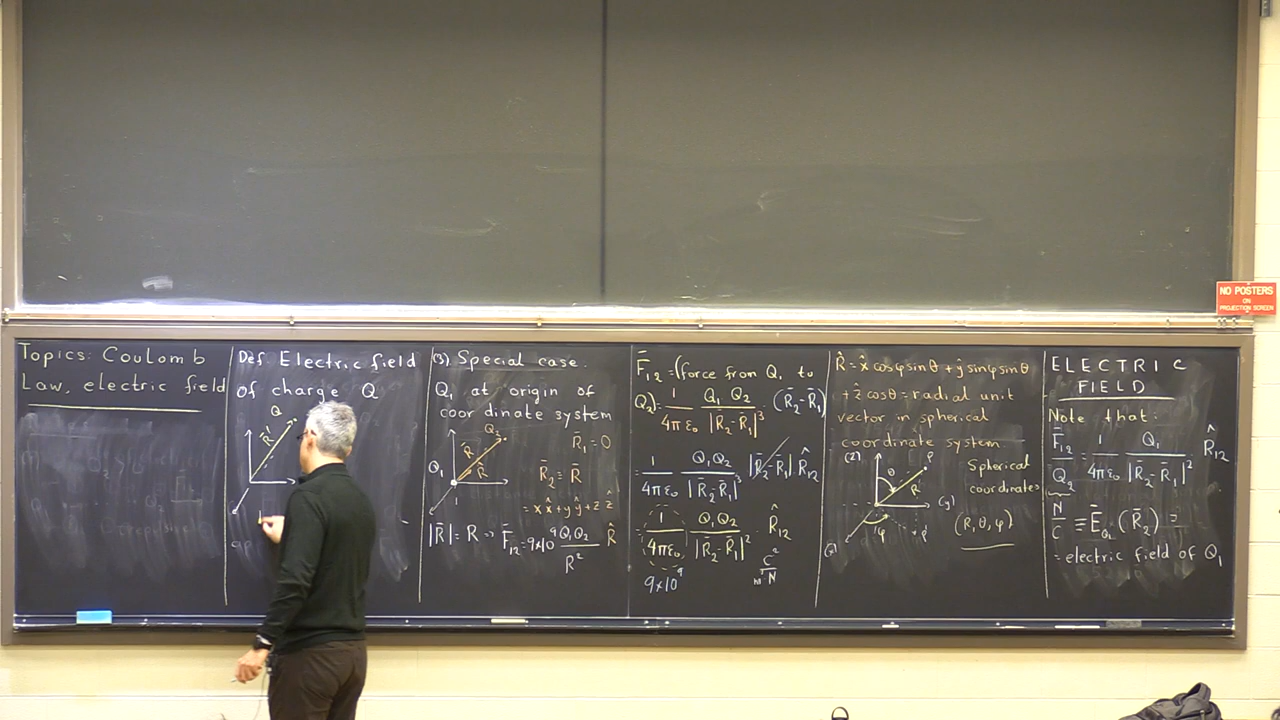 NO POSTERS
ON
PROJECTION SCREEN
Topics: Coulomb
Law, electric field
Def. Electric field
of charge Q
Q
R̄'
(3). Special case.
Q₁ at origin of
coordinate system
Q₂
Q₁
R̄
R̂
R̄₁ = 0
R̄₂ = R̄
= x x̂ + y ŷ + z ẑ
|R̄| = R ⇒ F̄₁₂ = 9×10⁹ Q₁Q₂/R² R̂
F̄₁₂ = (force from Q₁ to
Q₂) = 1/4πε₀ Q₁Q₂/|R̄₂-R̄₁|³ · (R̄₂-R̄₁)
= 1/4πε₀ Q₁Q₂/|R̄₂-R̄₁|³ |R̄₂-R̄₁| · R̂₁₂
= 1/4πε₀ Q₁Q₂/|R̄₂-R̄₁|² · R̂₁₂
9×10⁹
R̂ = x̂ cosφ sinθ + ŷ sinφ sinθ
+ ẑ cosθ = radial unit
vector in spherical
coordinate system
(z)
θ
P
R
(y)
φ
(x)
Spherical
coordinates
(R, θ, φ)
ELECTRIC
FIELD
Note that:
F̄₁₂/Q₂ = 1/4πε₀ Q₁/|R̄₂-R̄₁|² R̂₁₂
N/C ≡ Ē_Q₁ (R̄₂) =
= electric field of Q₁